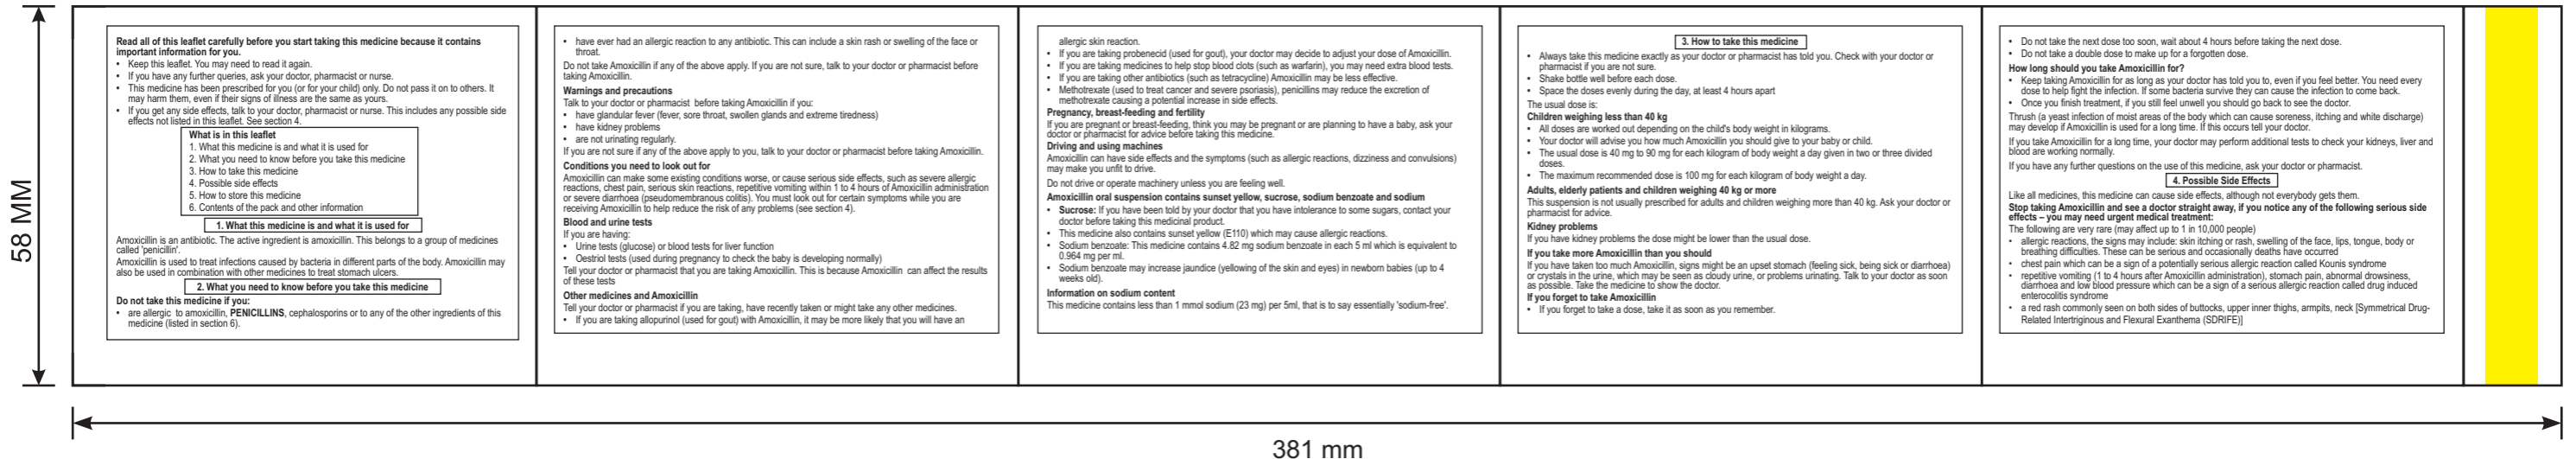 58 MM
Read all of this leaflet carefully before you start taking this medicine because it contains
important information for you.
• Keep this leaflet. You may need to read it again.
• If you have any further queries, ask your doctor, pharmacist or nurse.
• This medicine has been prescribed for you (or for your child) only. Do not pass it on to others. It
may harm them, even if their signs of illness are the same as yours.
• If you get any side effects, talk to your doctor, pharmacist or nurse. This includes any possible side
effects not listed in this leaflet. See section 4.
What is in this leaflet
1. What this medicine is and what it is used for
2. What you need to know before you take this medicine
3. How to take this medicine
4. Possible side effects
5. How to store this medicine
6. Contents of the pack and other information
1. What this medicine is and what it is used for
Amoxicillin is an antibiotic. The active ingredient is amoxicillin. This belongs to a group of medicines
called 'penicillin'.
Amoxicillin is used to treat infections caused by bacteria in different parts of the body. Amoxicillin may
also be used in combination with other medicines to treat stomach ulcers.
2. What you need to know before you take this medicine
Do not take this medicine if you:
• are allergic to amoxicillin, PENICILLINS, cephalosporins or to any of the other ingredients of this
medicine (listed in section 6).
• have ever had an allergic reaction to any antibiotic. This can include a skin rash or swelling of the face or
throat.
Do not take Amoxicillin if any of the above apply. If you are not sure, talk to your doctor or pharmacist before
taking Amoxicillin.
Warnings and precautions
Talk to your doctor or pharmacist before taking Amoxicillin if you:
• have glandular fever (fever, sore throat, swollen glands and extreme tiredness)
• have kidney problems
• are not urinating regularly.
If you are not sure if any of the above apply to you, talk to your doctor or pharmacist before taking Amoxicillin.
Conditions you need to look out for
Amoxicillin can make some existing conditions worse, or cause serious side effects, such as severe allergic
reactions, chest pain, serious skin reactions, repetitive vomiting within 1 to 4 hours of Amoxicillin administration
or severe diarrhoea (pseudomembranous colitis). You must look out for certain symptoms while you are
receiving Amoxicillin to help reduce the risk of any problems (see section 4).
Blood and urine tests
If you are having:
• Urine tests (glucose) or blood tests for liver function
• Oestriol tests (used during pregnancy to check the baby is developing normally)
Tell your doctor or pharmacist that you are taking Amoxicillin. This is because Amoxicillin can affect the results
of these tests
Other medicines and Amoxicillin
Tell your doctor or pharmacist if you are taking, have recently taken or might take any other medicines.
• If you are taking allopurinol (used for gout) with Amoxicillin, it may be more likely that you will have an
allergic skin reaction.
• If you are taking probenecid (used for gout), your doctor may decide to adjust your dose of Amoxicillin.
• If you are taking medicines to help stop blood clots (such as warfarin), you may need extra blood tests.
• If you are taking other antibiotics (such as tetracycline) Amoxicillin may be less effective.
• Methotrexate (used to treat cancer and severe psoriasis), penicillins may reduce the excretion of
methotrexate causing a potential increase in side effects.
Pregnancy, breast-feeding and fertility
If you are pregnant or breast-feeding, think you may be pregnant or are planning to have a baby, ask your
doctor or pharmacist for advice before taking this medicine.
Driving and using machines
Amoxicillin can have side effects and the symptoms (such as allergic reactions, dizziness and convulsions)
may make you unfit to drive.
Do not drive or operate machinery unless you are feeling well.
Amoxicillin oral suspension contains sunset yellow, sucrose, sodium benzoate and sodium
• Sucrose: If you have been told by your doctor that you have intolerance to some sugars, contact your
doctor before taking this medicinal product.
• This medicine also contains sunset yellow (E110) which may cause allergic reactions.
• Sodium benzoate: This medicine contains 4.82 mg sodium benzoate in each 5 ml which is equivalent to
0.964 mg per ml.
• Sodium benzoate may increase jaundice (yellowing of the skin and eyes) in newborn babies (up to 4
weeks old).
Information on sodium content
This medicine contains less than 1 mmol sodium (23 mg) per 5ml, that is to say essentially 'sodium-free'.
3. How to take this medicine
• Always take this medicine exactly as your doctor or pharmacist has told you. Check with your doctor or
pharmacist if you are not sure.
• Shake bottle well before each dose.
• Space the doses evenly during the day, at least 4 hours apart
The usual dose is:
Children weighing less than 40 kg
• All doses are worked out depending on the child's body weight in kilograms.
• Your doctor will advise you how much Amoxicillin you should give to your baby or child.
• The usual dose is 40 mg to 90 mg for each kilogram of body weight a day given in two or three divided
doses.
• The maximum recommended dose is 100 mg for each kilogram of body weight a day.
Adults, elderly patients and children weighing 40 kg or more
This suspension is not usually prescribed for adults and children weighing more than 40 kg. Ask your doctor or
pharmacist for advice.
Kidney problems
If you have kidney problems the dose might be lower than the usual dose.
If you take more Amoxicillin than you should
If you have taken too much Amoxicillin, signs might be an upset stomach (feeling sick, being sick or diarrhoea)
or crystals in the urine, which may be seen as cloudy urine, or problems urinating. Talk to your doctor as soon
as possible. Take the medicine to show the doctor.
If you forget to take Amoxicillin
• If you forget to take a dose, take it as soon as you remember.
• Do not take the next dose too soon, wait about 4 hours before taking the next dose.
• Do not take a double dose to make up for a forgotten dose.
How long should you take Amoxicillin for?
• Keep taking Amoxicillin for as long as your doctor has told you to, even if you feel better. You need every
dose to help fight the infection. If some bacteria survive they can cause the infection to come back.
• Once you finish treatment, if you still feel unwell you should go back to see the doctor.
Thrush (a yeast infection of moist areas of the body which can cause soreness, itching and white discharge)
may develop if Amoxicillin is used for a long time. If this occurs tell your doctor.
If you take Amoxicillin for a long time, your doctor may perform additional tests to check your kidneys, liver and
blood are working normally.
If you have any further questions on the use of this medicine, ask your doctor or pharmacist.
4. Possible Side Effects
Like all medicines, this medicine can cause side effects, although not everybody gets them.
Stop taking Amoxicillin and see a doctor straight away, if you notice any of the following serious side
effects – you may need urgent medical treatment:
The following are very rare (may affect up to 1 in 10,000 people)
• allergic reactions, the signs may include: skin itching or rash, swelling of the face, lips, tongue, body or
breathing difficulties. These can be serious and occasionally deaths have occurred
• chest pain which can be a sign of a potentially serious allergic reaction called Kounis syndrome
• repetitive vomiting (1 to 4 hours after Amoxicillin administration), stomach pain, abnormal drowsiness,
diarrhoea and low blood pressure which can be a sign of a serious allergic reaction called drug induced
enterocolitis syndrome
• a red rash commonly seen on both sides of buttocks, upper inner thighs, armpits, neck [Symmetrical Drug-
Related Intertriginous and Flexural Exanthema (SDRIFE)]
381 mm